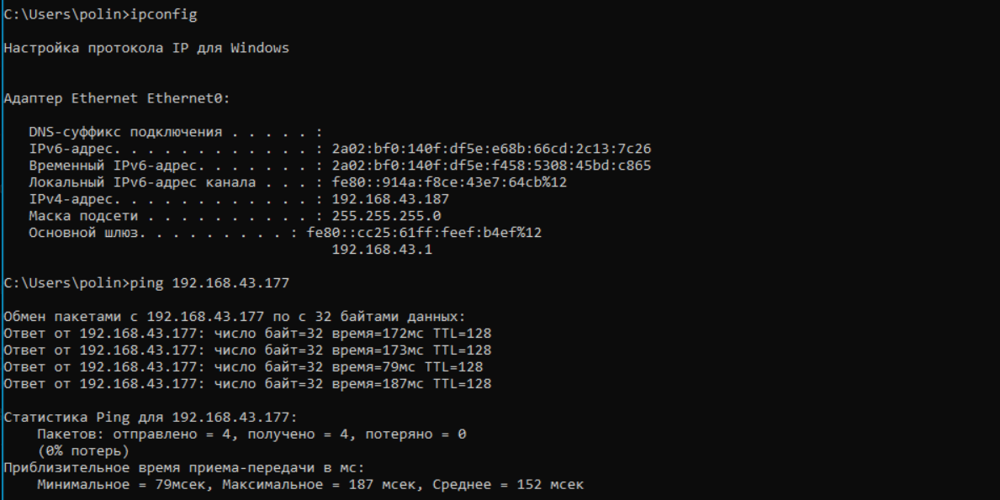 C:\Users\polin>ipconfig
Настройка протокола IP для Windows
Адаптер Ethernet Ethernet0:
DNS-суффикс подключения . . . . . :
IPv6-адрес. . . . . . . . . . . . : 2a02:bf0:140f:df5e:e68b:66cd:2c13:7c26
Временный IPv6-адрес. . . . . . . : 2a02:bf0:140f:df5e:f458:5308:45bd:c865
Локальный IPv6-адрес канала . . . : fe80::914a:f8ce:43e7:64cb%12
IPv4-адрес. . . . . . . . . . . . : 192.168.43.187
Маска подсети . . . . . . . . . . : 255.255.255.0
Основной шлюз. . . . . . . . . : fe80::cc25:61ff:feef:b4ef%12
192.168.43.1
C:\Users\polin>ping 192.168.43.177
Обмен пакетами с 192.168.43.177 по с 32 байтами данных:
Ответ от 192.168.43.177: число байт=32 время=172мс TTL=128
Ответ от 192.168.43.177: число байт=32 время=173мс TTL=128
Ответ от 192.168.43.177: число байт=32 время=79мс TTL=128
Ответ от 192.168.43.177: число байт=32 время=187мс TTL=128
Статистика Ping для 192.168.43.177:
Пакетов: отправлено = 4, получено = 4, потеряно = 0
(0% потерь)
Приблизительное время приема-передачи в мс:
Минимальное = 79мсек, Максимальное = 187 мсек, Среднее = 152 мсек